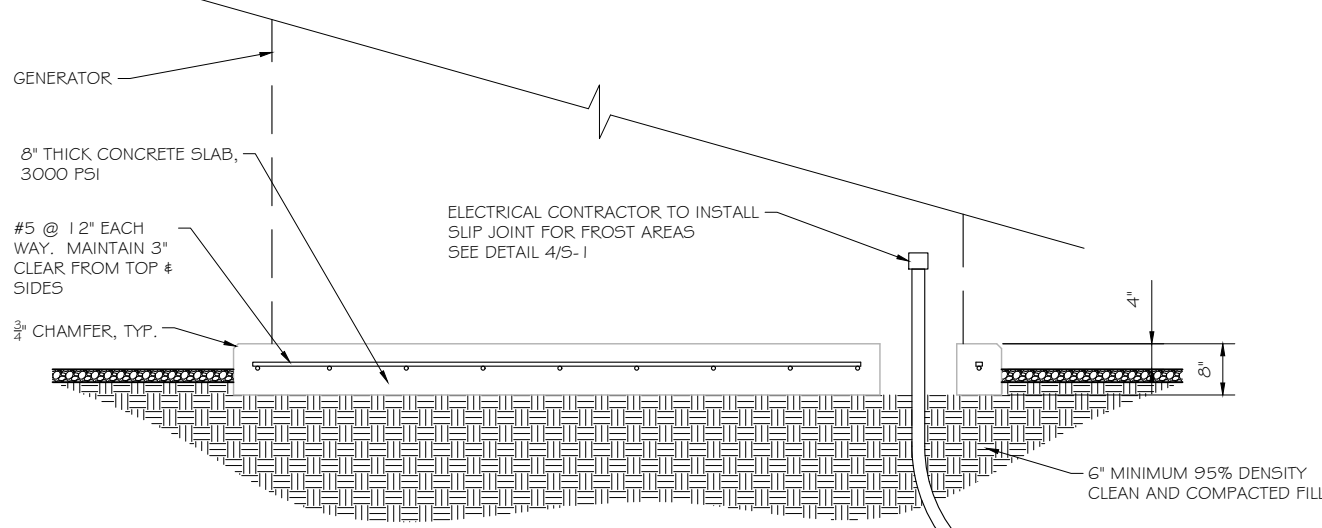 GENERATOR
8" THICK CONCRETE SLAB,
3000 PSI
#5 @ 12" EACH
WAY. MAINTAIN 3"
CLEAR FROM TOP &
SIDES
¾" CHAMFER, TYP.
ELECTRICAL CONTRACTOR TO INSTALL
SLIP JOINT FOR FROST AREAS
SEE DETAIL 4/S-1
4"
8"
6" MINIMUM 95% DENSITY
CLEAN AND COMPACTED FILL